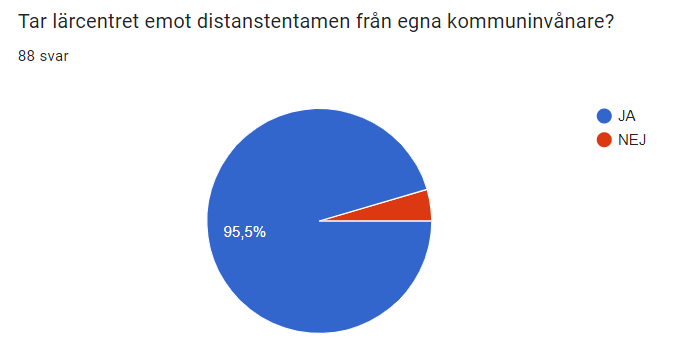 Tar lärcentret emot distanstentamen från egna kommuninvånare?
88 svar
JA
NEJ
95,5%